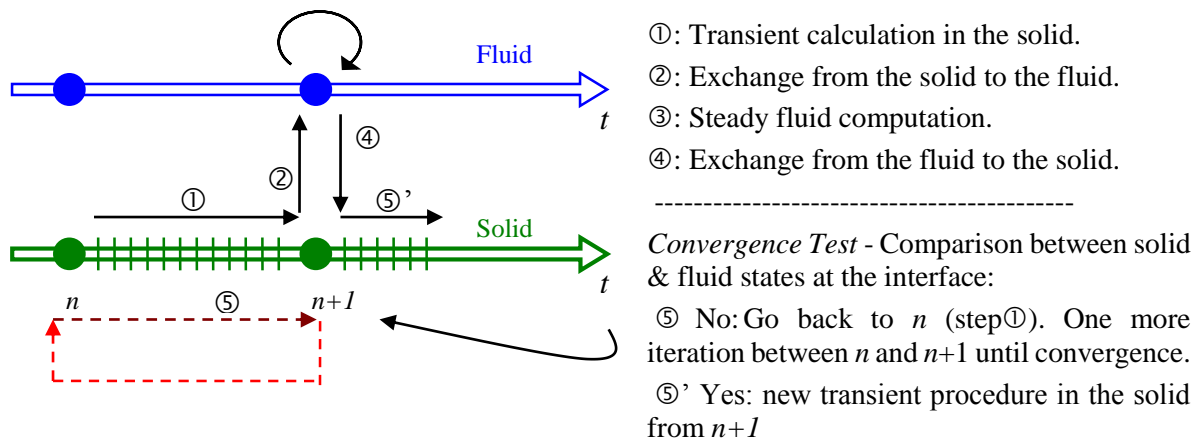 Fluid
t
④
②
①
⑤’
Solid
t
n
⑤
n+1
①: Transient calculation in the solid.
②: Exchange from the solid to the fluid.
③: Steady fluid computation.
④: Exchange from the fluid to the solid.
-------------------------------------------
Convergence Test - Comparison between solid
& fluid states at the interface:
⑤ No: Go back to n (step①). One more
iteration between n and n+1 until convergence.
⑤’ Yes: new transient procedure in the solid
from n+1